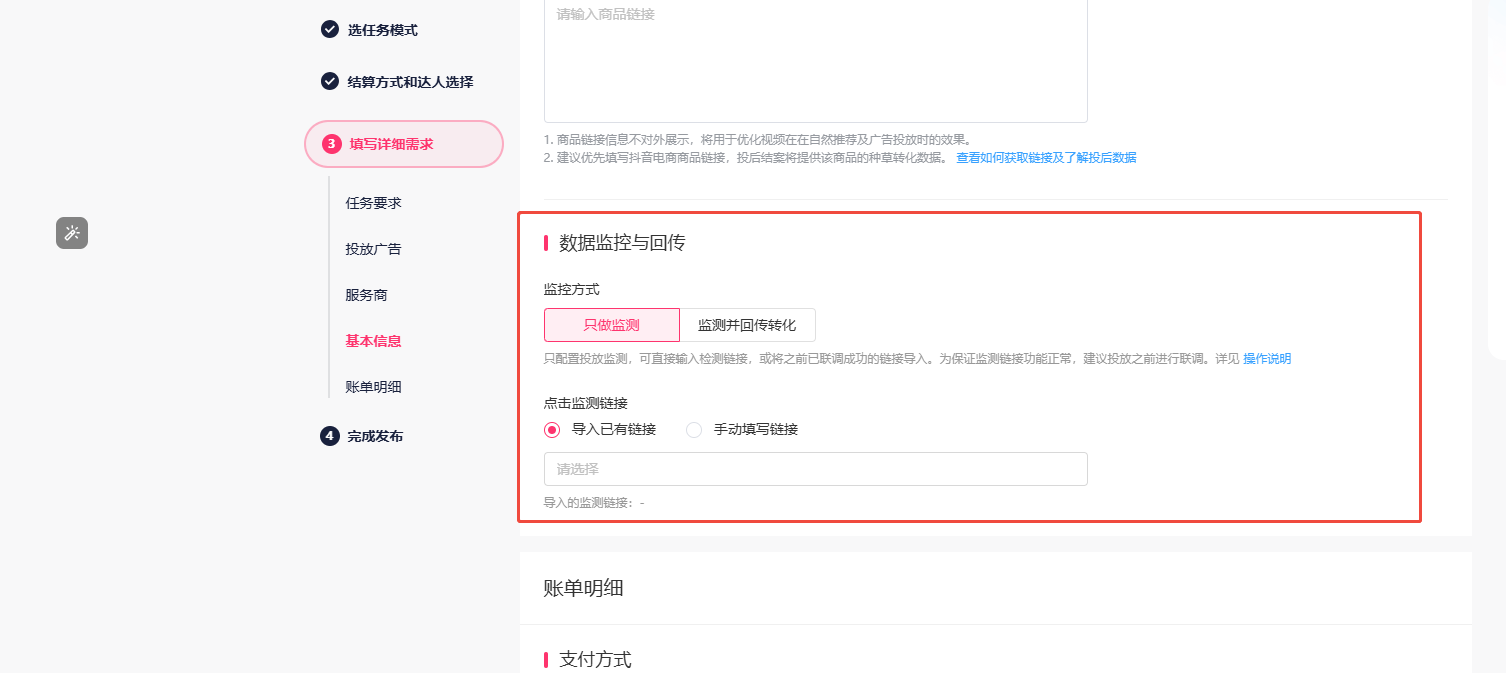 选任务模式
结算方式和达人选择
3 填写详细需求
任务要求
投放广告
服务商
基本信息
账单明细
4 完成发布
请输入商品链接
1. 商品链接信息不对外展示，将用于优化视频在在自然推荐及广告投放时的效果。
2. 建议优先填写抖音电商商品链接，投后结案将提供该商品的种草转化数据。 查看如何获取链接及了解投后数据
数据监控与回传
监控方式
只做监测 监测并回传转化
只配置投放监测，可直接输入检测链接，或将之前已联调成功的链接导入。为保证监测链接功能正常，建议投放之前进行联调。详见 操作说明
点击监测链接
导入已有链接 手动填写链接
请选择
导入的监测链接：-
账单明细
支付方式